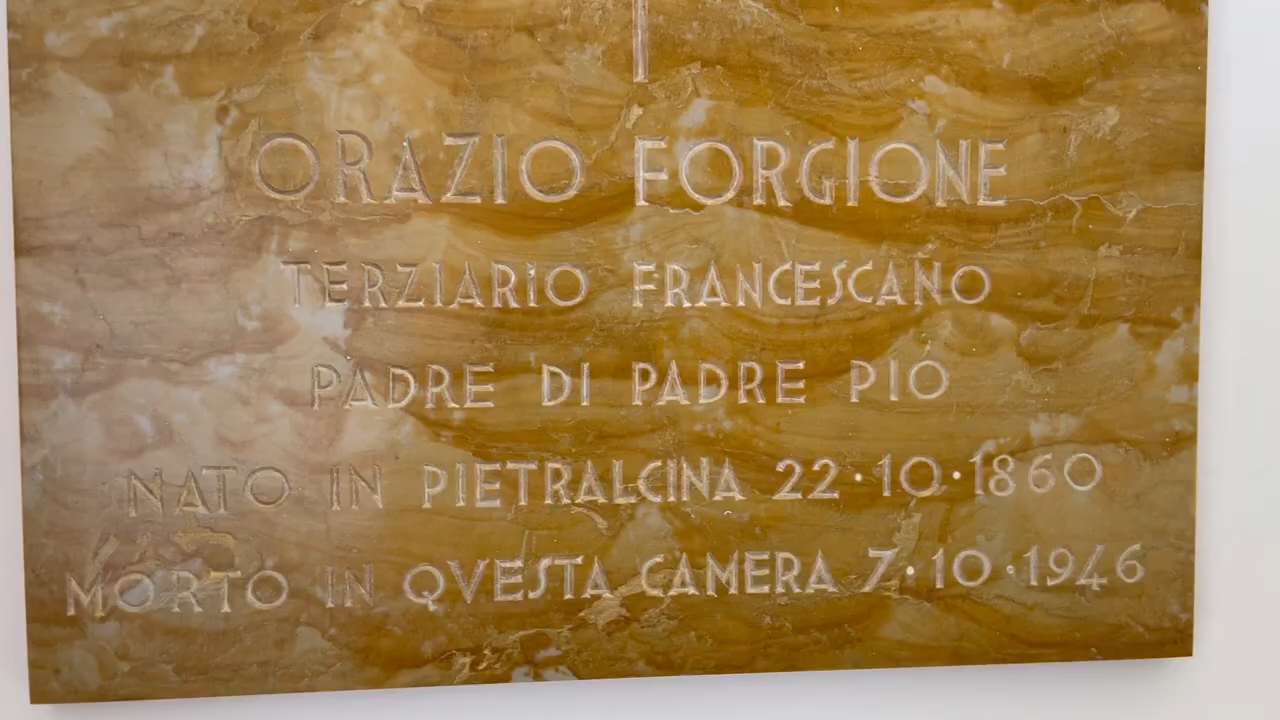 ORAZIO FORGIONE
TERZIARIO FRANCESCANO
PADRE DI PADRE PIO
NATO IN PIETRALCINA 22·10·1860
MORTO IN QVESTA CAMERA 7·10·1946